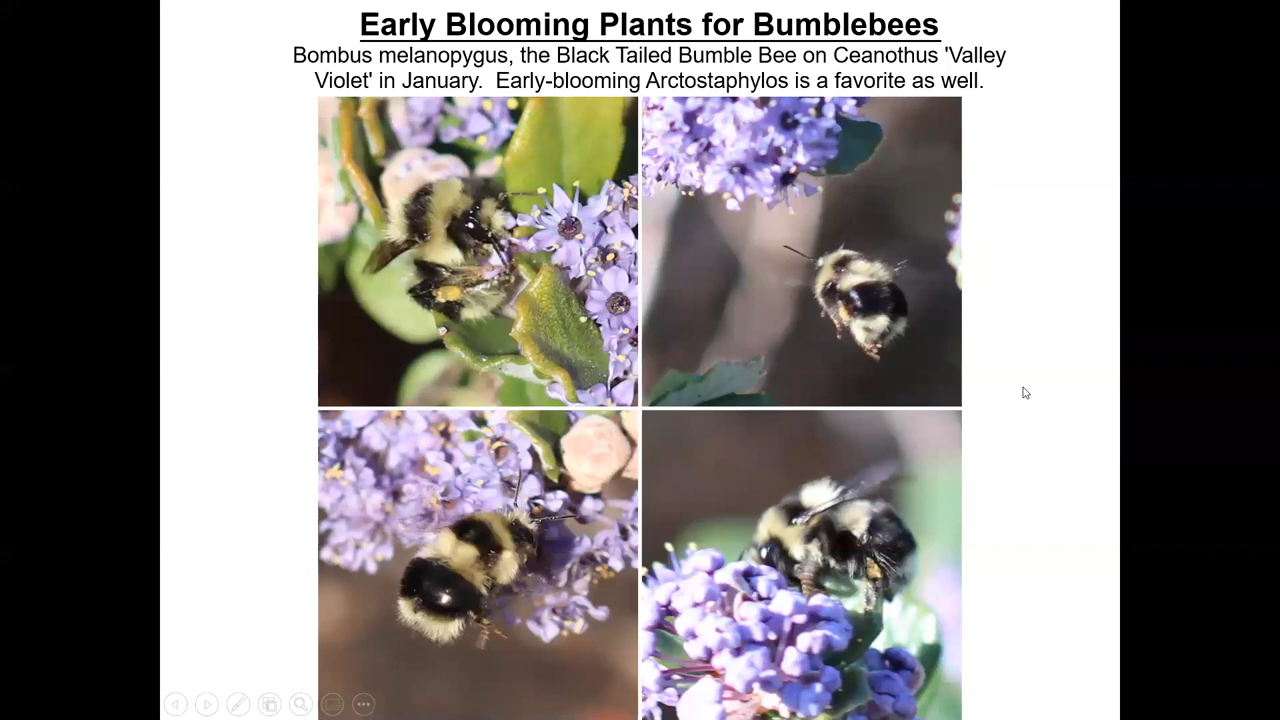 Early Blooming Plants for Bumblebees
Bombus melanopygus, the Black Tailed Bumble Bee on Ceanothus 'Valley
Violet' in January.  Early-blooming Arctostaphylos is a favorite as well.